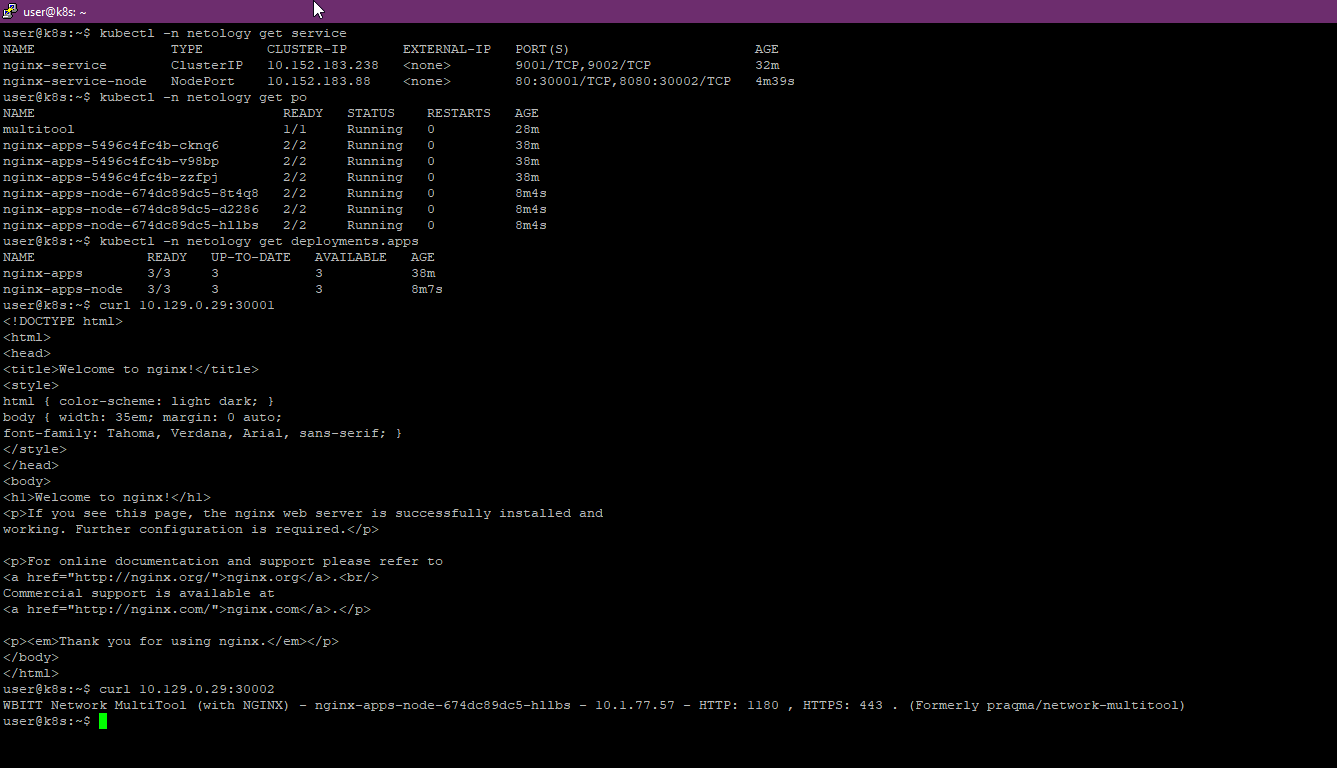 user@k8s: ~
user@k8s:~$ kubectl -n netology get service
NAME                 TYPE        CLUSTER-IP       EXTERNAL-IP   PORT(S)                       AGE
nginx-service        ClusterIP   10.152.183.238   <none>        9001/TCP,9002/TCP             32m
nginx-service-node   NodePort    10.152.183.88    <none>        80:30001/TCP,8080:30002/TCP   4m39s
user@k8s:~$ kubectl -n netology get po
NAME                               READY   STATUS    RESTARTS   AGE
multitool                          1/1     Running   0          28m
nginx-apps-5496c4fc4b-cknq6        2/2     Running   0          38m
nginx-apps-5496c4fc4b-v98bp        2/2     Running   0          38m
nginx-apps-5496c4fc4b-zzfpj        2/2     Running   0          38m
nginx-apps-node-674dc89dc5-8t4q8   2/2     Running   0          8m4s
nginx-apps-node-674dc89dc5-d2286   2/2     Running   0          8m4s
nginx-apps-node-674dc89dc5-hllbs   2/2     Running   0          8m4s
user@k8s:~$ kubectl -n netology get deployments.apps
NAME              READY   UP-TO-DATE   AVAILABLE   AGE
nginx-apps        3/3     3            3           38m
nginx-apps-node   3/3     3            3           8m7s
user@k8s:~$ curl 10.129.0.29:30001
<!DOCTYPE html>
<html>
<head>
<title>Welcome to nginx!</title>
<style>
html { color-scheme: light dark; }
body { width: 35em; margin: 0 auto;
font-family: Tahoma, Verdana, Arial, sans-serif; }
</style>
</head>
<body>
<h1>Welcome to nginx!</h1>
<p>If you see this page, the nginx web server is successfully installed and
working. Further configuration is required.</p>

<p>For online documentation and support please refer to
<a href="http://nginx.org/">nginx.org</a>.<br/>
Commercial support is available at
<a href="http://nginx.com/">nginx.com</a>.</p>

<p><em>Thank you for using nginx.</em></p>
</body>
</html>
user@k8s:~$ curl 10.129.0.29:30002
WBITT Network MultiTool (with NGINX) - nginx-apps-node-674dc89dc5-hllbs - 10.1.77.57 - HTTP: 1180 , HTTPS: 443 . (Formerly praqma/network-multitool)
user@k8s:~$